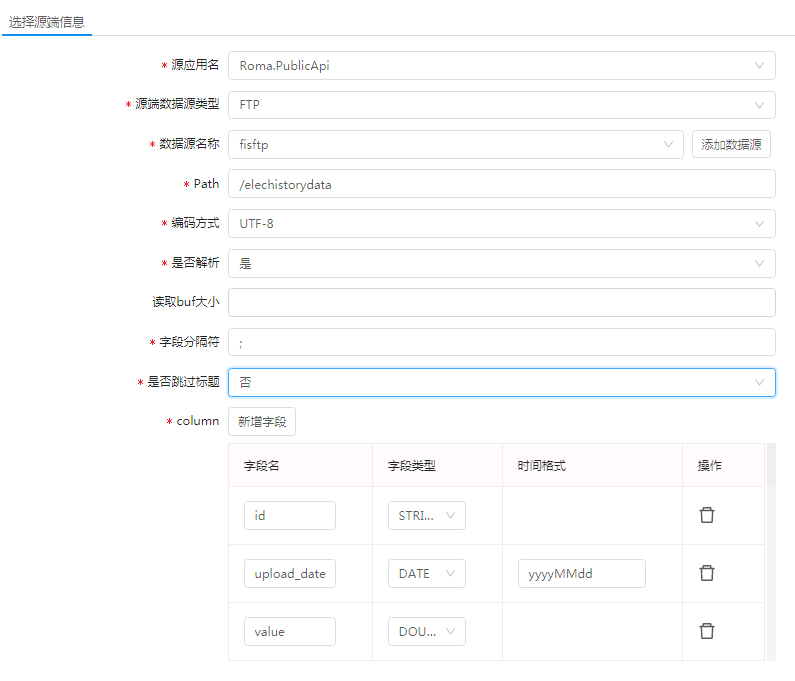 选择源端信息
* 源应用名 Roma.PublicApi
* 源端数据源类型 FTP
* 数据源名称 fisftp 添加数据源
* Path /elechistorydata
* 编码方式 UTF-8
* 是否解析 是
读取buf大小
* 字段分隔符 ;
* 是否跳过标题 否
* column 新增字段
字段名 字段类型 时间格式 操作
id STRI...
upload_date DATE yyyyMMdd
value DOU...